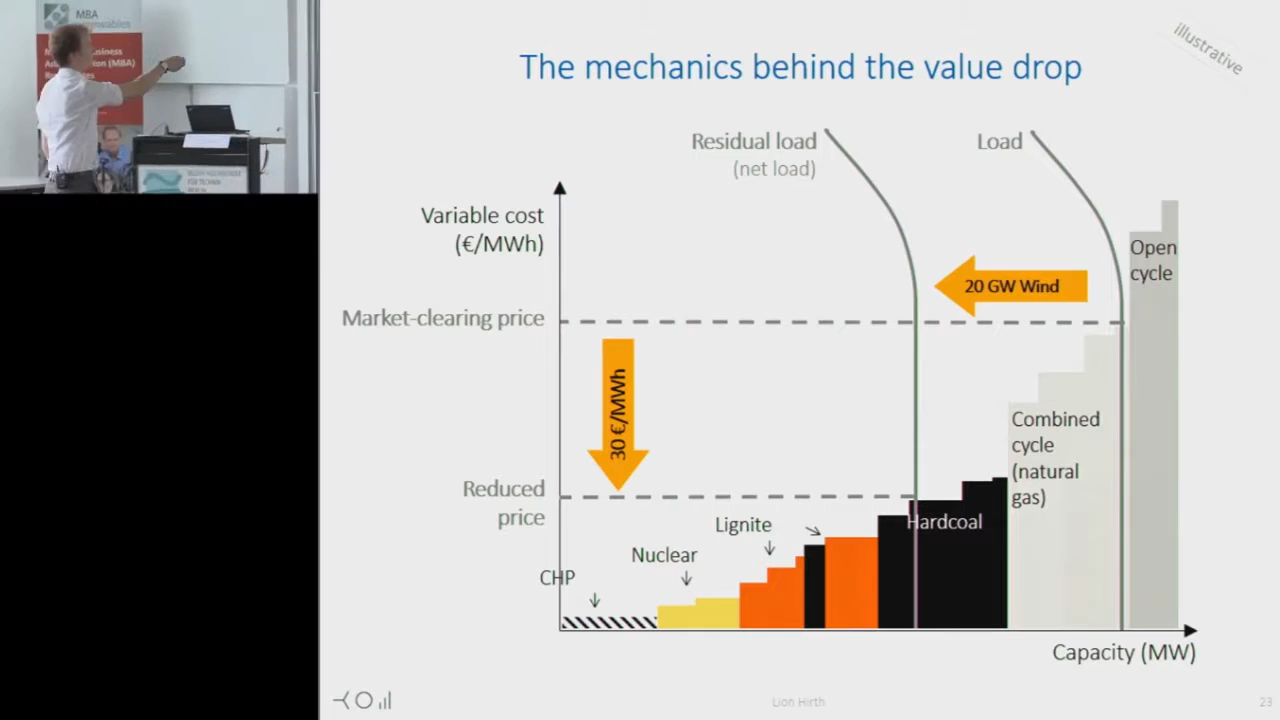 MBA
The mechanics behind the value drop
illustrative
Residual load
(net load)
Load
Variable cost
(€/MWh)
Open
cycle
20 GW Wind
Market-clearing price
30 €/MWh
Combined
cycle
(natural
gas)
Reduced
price
Lignite
Hardcoal
Nuclear
CHP
Capacity (MW)
Lion Hirth
23